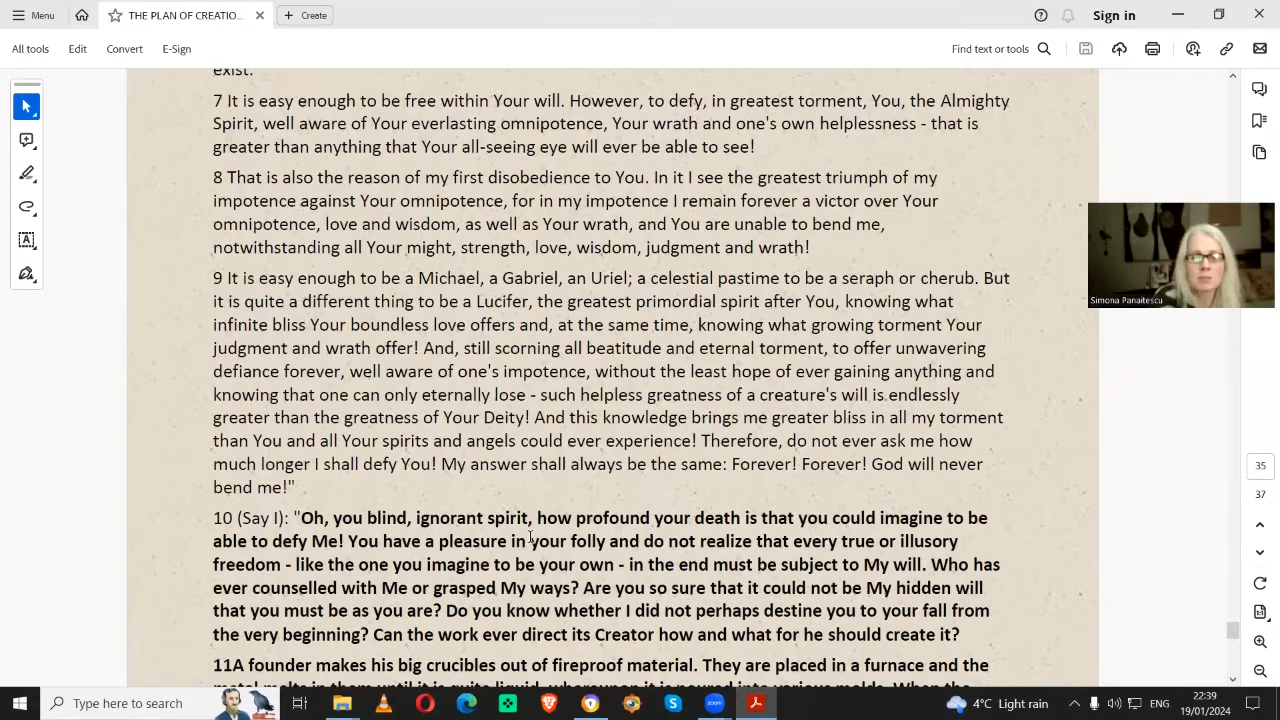 Menu
THE PLAN OF CREATIO...
Create
Sign in
All tools
Edit
Convert
E-Sign
Find text or tools
exist.
7 It is easy enough to be free within Your will. However, to defy, in greatest torment, You, the Almighty
Spirit, well aware of Your everlasting omnipotence, Your wrath and one's own helplessness - that is
greater than anything that Your all-seeing eye will ever be able to see!
8 That is also the reason of my first disobedience to You. In it I see the greatest triumph of my
impotence against Your omnipotence, for in my impotence I remain forever a victor over Your
omnipotence, love and wisdom, as well as Your wrath, and You are unable to bend me,
notwithstanding all Your might, strength, love, wisdom, judgment and wrath!
9 It is easy enough to be a Michael, a Gabriel, an Uriel; a celestial pastime to be a seraph or cherub. But
it is quite a different thing to be a Lucifer, the greatest primordial spirit after You, knowing what
infinite bliss Your boundless love offers and, at the same time, knowing what growing torment Your
judgment and wrath offer! And, still scorning all beatitude and eternal torment, to offer unwavering
defiance forever, well aware of one's impotence, without the least hope of ever gaining anything and
knowing that one can only eternally lose - such helpless greatness of a creature's will is endlessly
greater than the greatness of Your Deity! And this knowledge brings me greater bliss in all my torment
than You and all Your spirits and angels could ever experience! Therefore, do not ever ask me how
much longer I shall defy You! My answer shall always be the same: Forever! Forever! God will never
bend me!"
10 (Say I): "Oh, you blind, ignorant spirit, how profound your death is that you could imagine to be
able to defy Me! You have a pleasure in your folly and do not realize that every true or illusory
freedom - like the one you imagine to be your own - in the end must be subject to My will. Who has
ever counselled with Me or grasped My ways? Are you so sure that it could not be My hidden will
that you must be as you are? Do you know whether I did not perhaps destine you to your fall from
the very beginning? Can the work ever direct its Creator how and what for he should create it?
11A founder makes his big crucibles out of fireproof material. They are placed in a furnace and the
Simona Panaitescu
35
37
Type here to search
4°C Light rain
ENG
22:39
19/01/2024